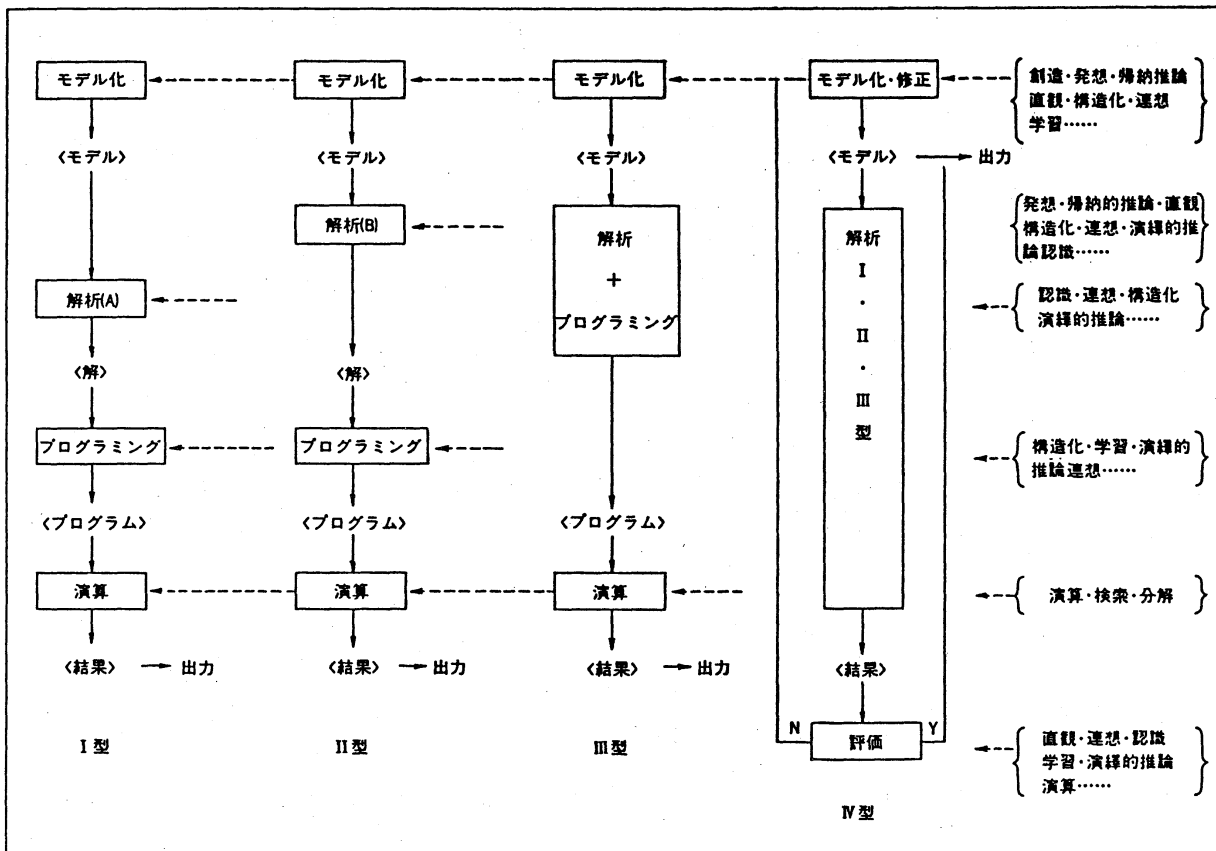 モデル化
↓
〈モデル〉
解析(A)
〈解〉
プログラミング
〈プログラム〉
演算
〈結果〉 → 出力
I 型
モデル化
〈モデル〉
解析(B)
〈解〉
プログラミング
〈プログラム〉
演算
〈結果〉 → 出力
II 型
モデル化
〈モデル〉
解析
+
プログラミング
〈プログラム〉
演算
〈結果〉 → 出力
III 型
モデル化・修正
〈モデル〉 → 出力
解析
I
・
II
・
III
型
〈結果〉
N
評価
Y
IV 型
創造・発想・帰納推論
直観・構造化・連想
学習……
発想・帰納的推論・直観
構造化・連想・演繹的推
論認識……
認識・連想・構造化
演繹的推論……
構造化・学習・演繹的
推論連想……
演算・検索・分解
直観・連想・認識
学習・演繹的推論
演算……